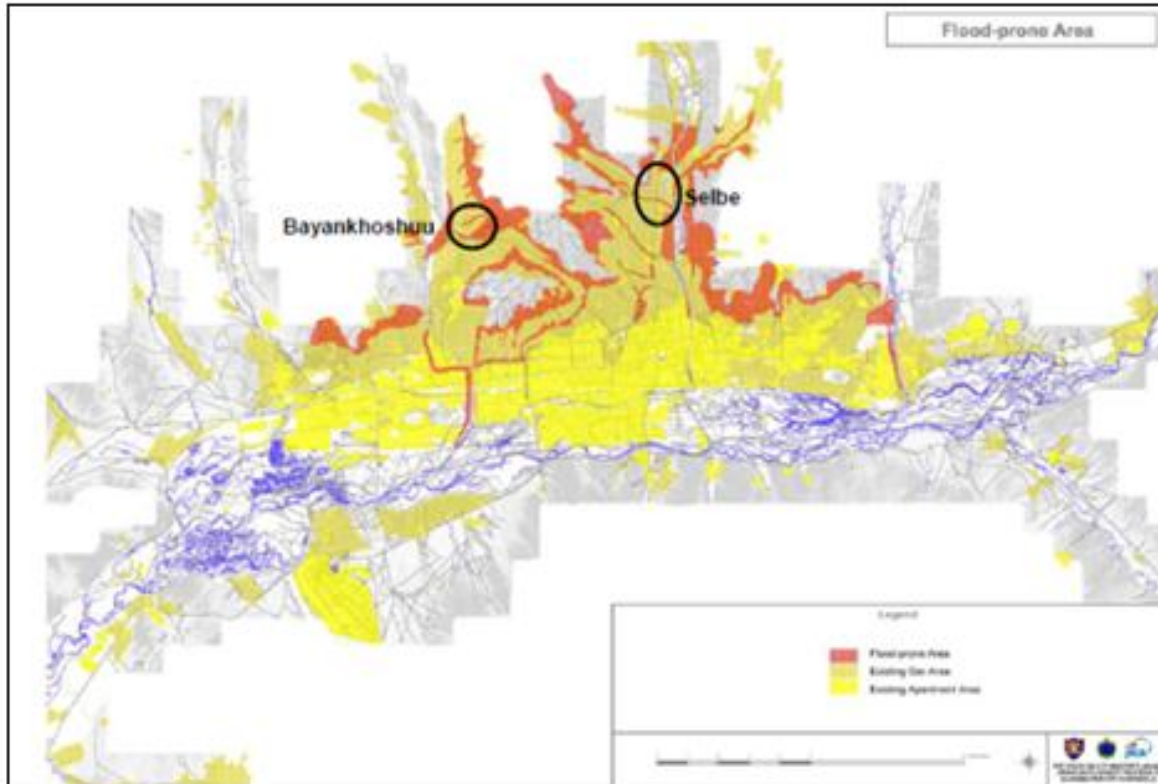 Flood-prone Area
Selbe
Bayankhoshuu
Legend
Flood-prone Area
Existing Ger Area
Existing Apartment Area